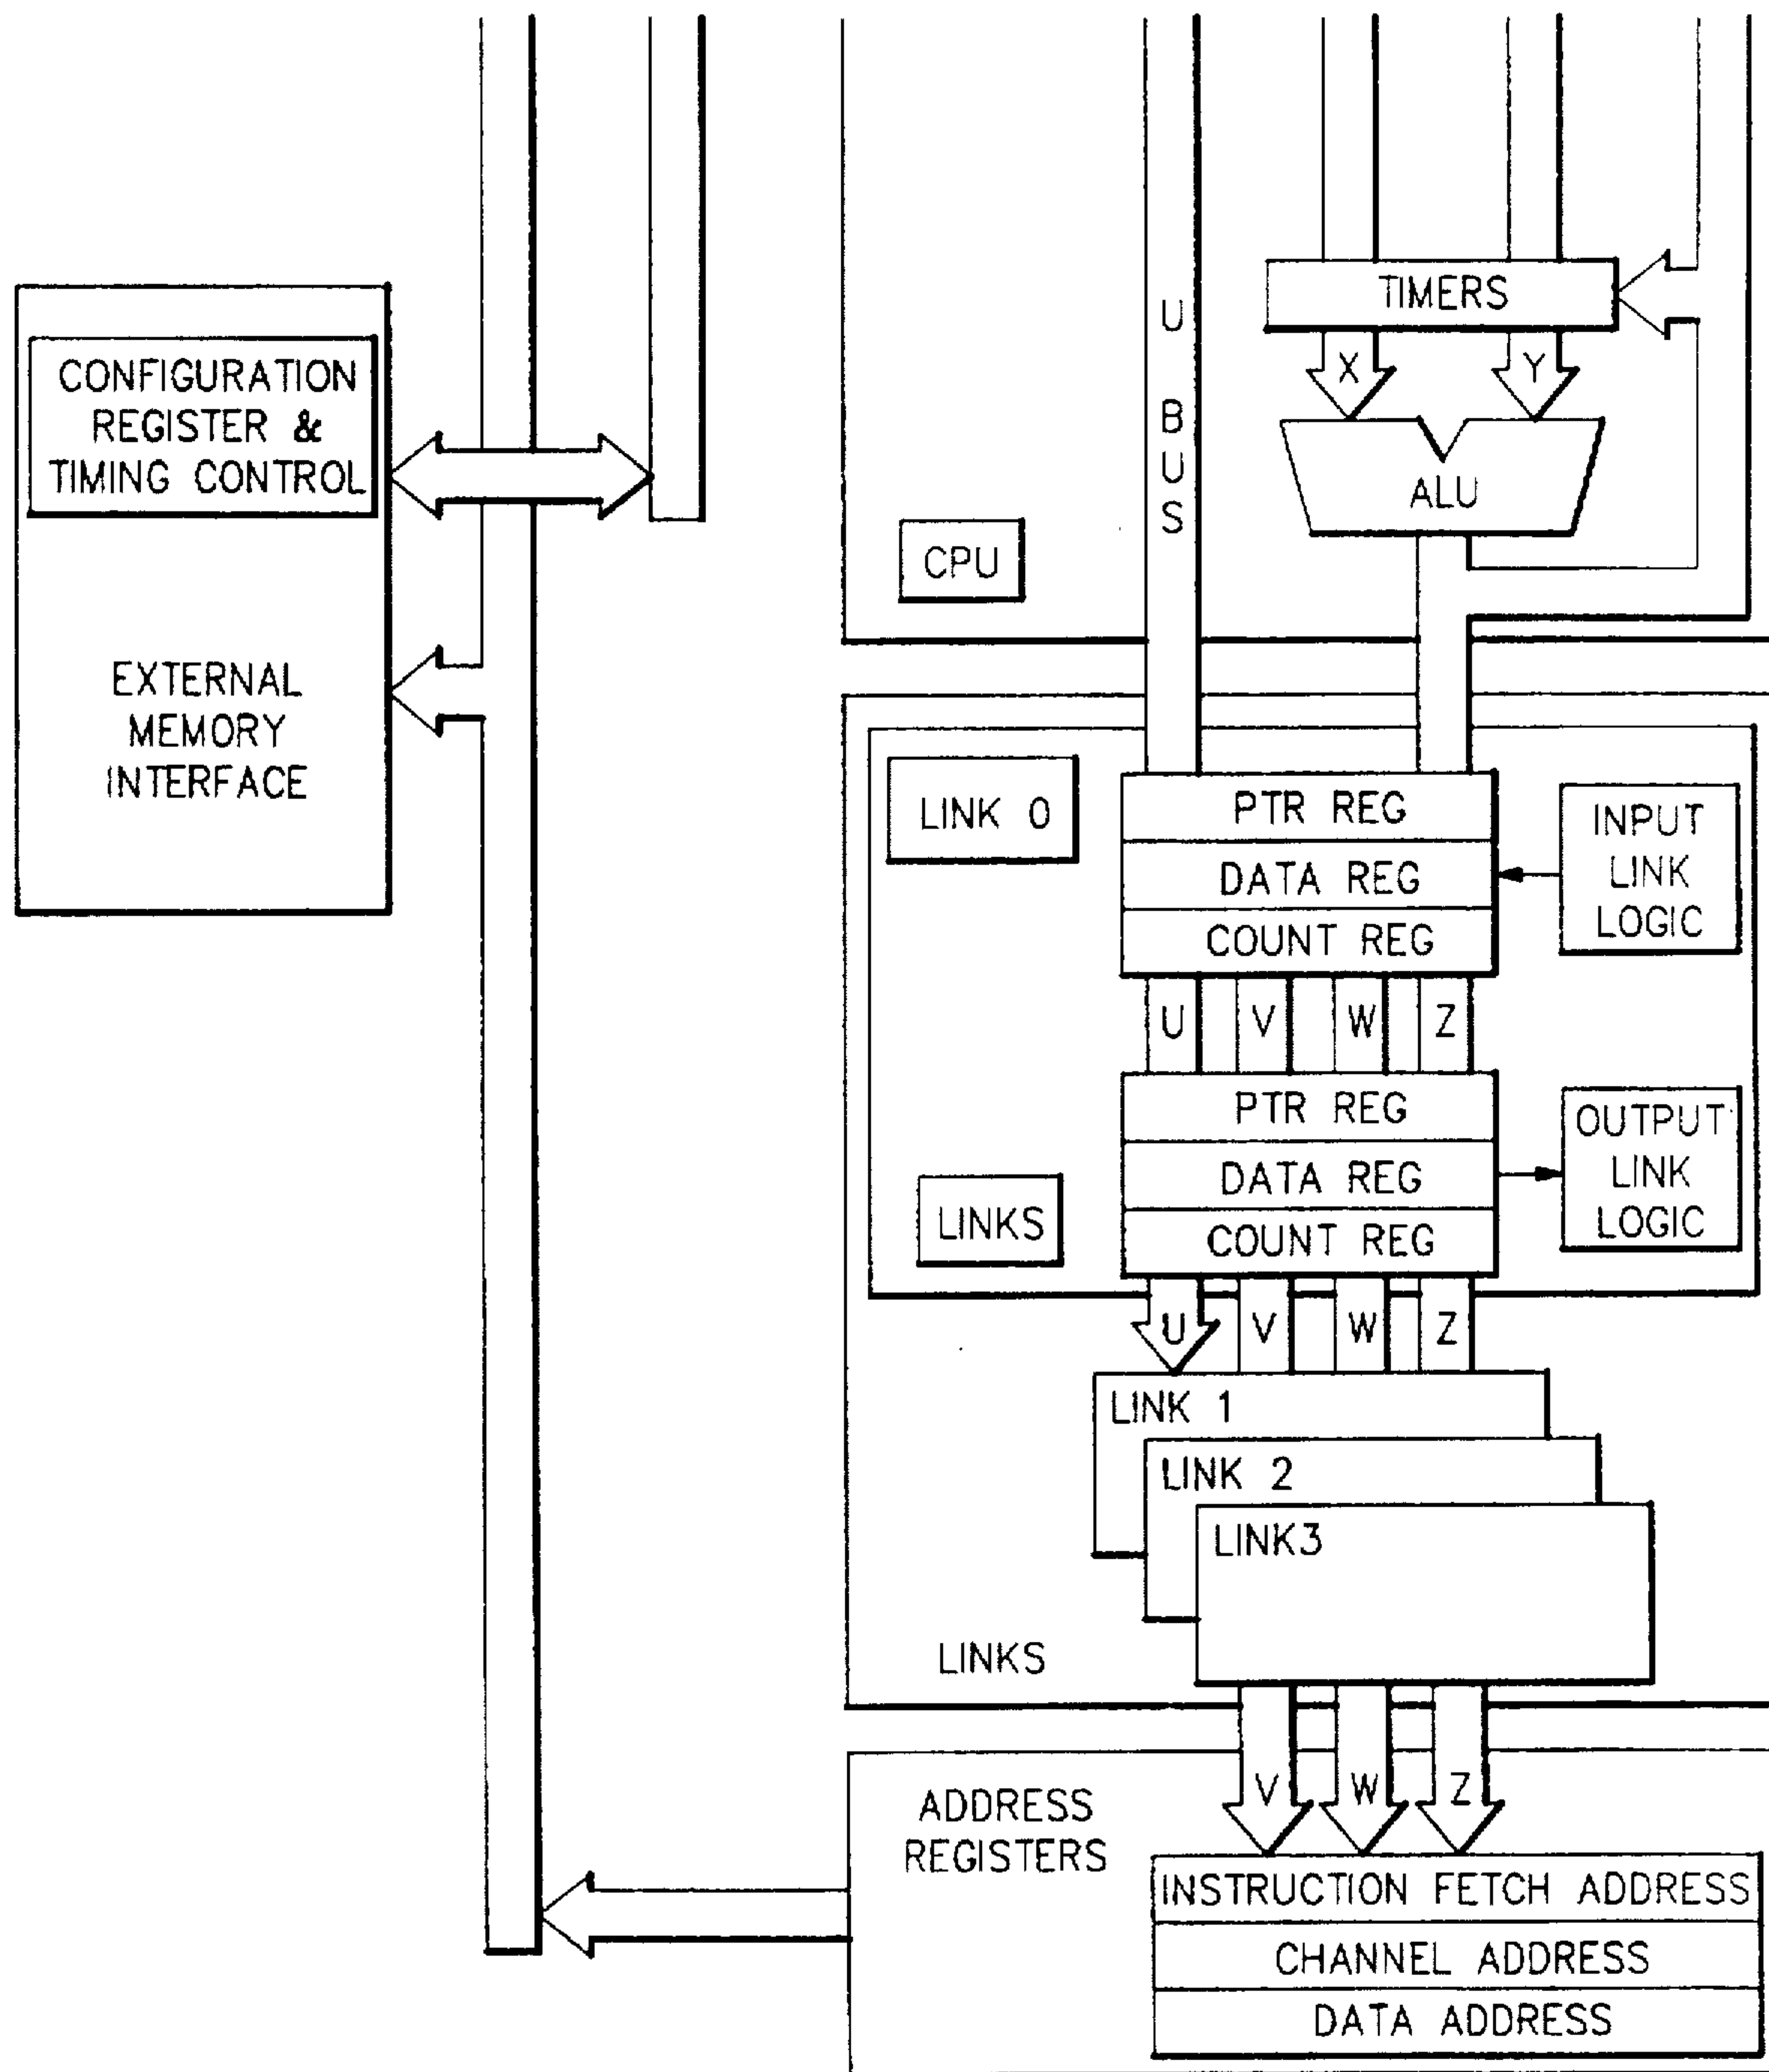 TIMERS
X
Y
ALU
U BUS
CPU
CONFIGURATION
REGISTER &
TIMING CONTROL
EXTERNAL
MEMORY
INTERFACE
LINK 0
PTR REG
DATA REG
COUNT REG
INPUT
LINK
LOGIC
U V W Z
PTR REG
DATA REG
COUNT REG
OUTPUT
LINK
LOGIC
LINKS
U V W Z
LINK 1
LINK 2
LINK3
LINKS
V W Z
ADDRESS
REGISTERS
INSTRUCTION FETCH ADDRESS
CHANNEL ADDRESS
DATA ADDRESS